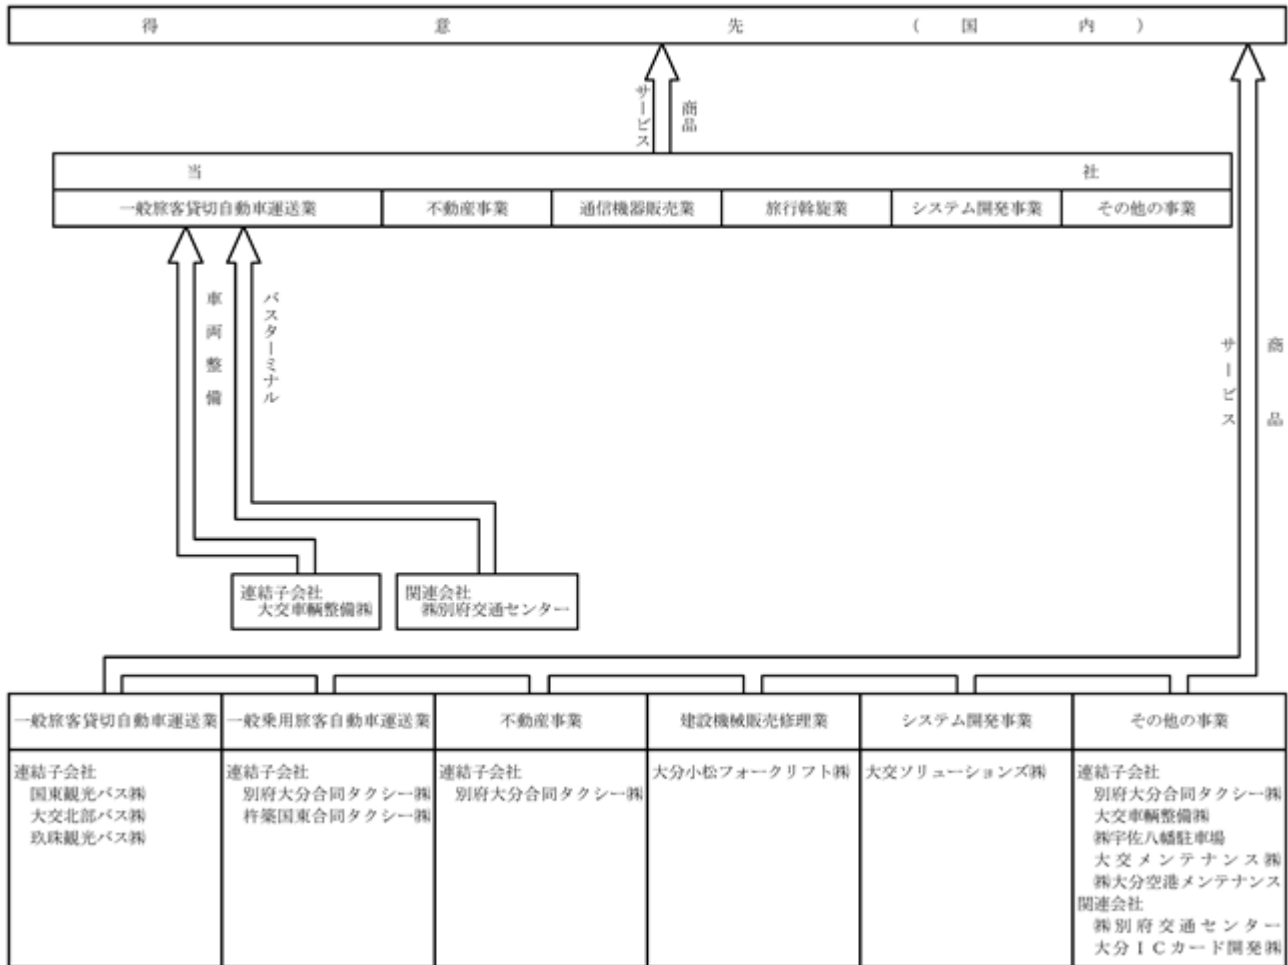 得意先(国内)
サービス
商品
当社
一般旅客貸切自動車運送業
不動産事業
通信機器販売業
旅行斡旋業
システム開発事業
その他の事業
車両整備
バスターミナル
サービス
商品
連結子会社
大交車輌整備㈱
関連会社
㈱別府交通センター
一般旅客貸切自動車運送業
一般乗用旅客自動車運送業
不動産事業
建設機械販売修理業
システム開発事業
その他の事業
連結子会社
国東観光バス㈱
大交北部バス㈱
玖珠観光バス㈱
連結子会社
別府大分合同タクシー㈱
杵築国東合同タクシー㈱
連結子会社
別府大分合同タクシー㈱
大分小松フォークリフト㈱
大交ソリューションズ㈱
連結子会社
別府大分合同タクシー㈱
大交車輌整備㈱
㈱宇佐八幡駐車場
大交メンテナンス㈱
㈱大分空港メンテナンス
関連会社
㈱別府交通センター
大分ICカード開発㈱